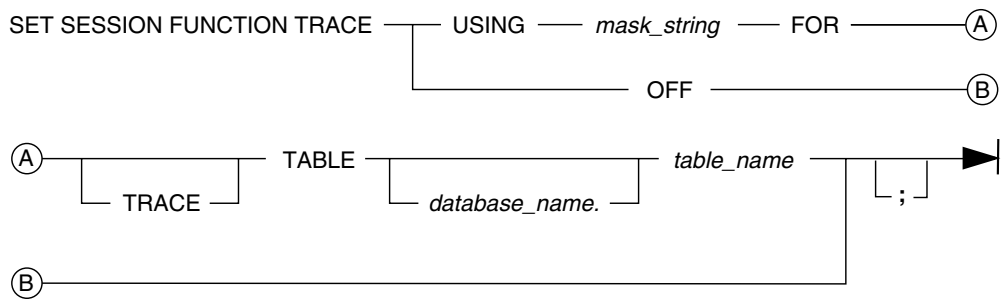 SET SESSION FUNCTION TRACE USING mask_string FOR A
OFF B
A TABLE table_name
TRACE database_name. ;
B